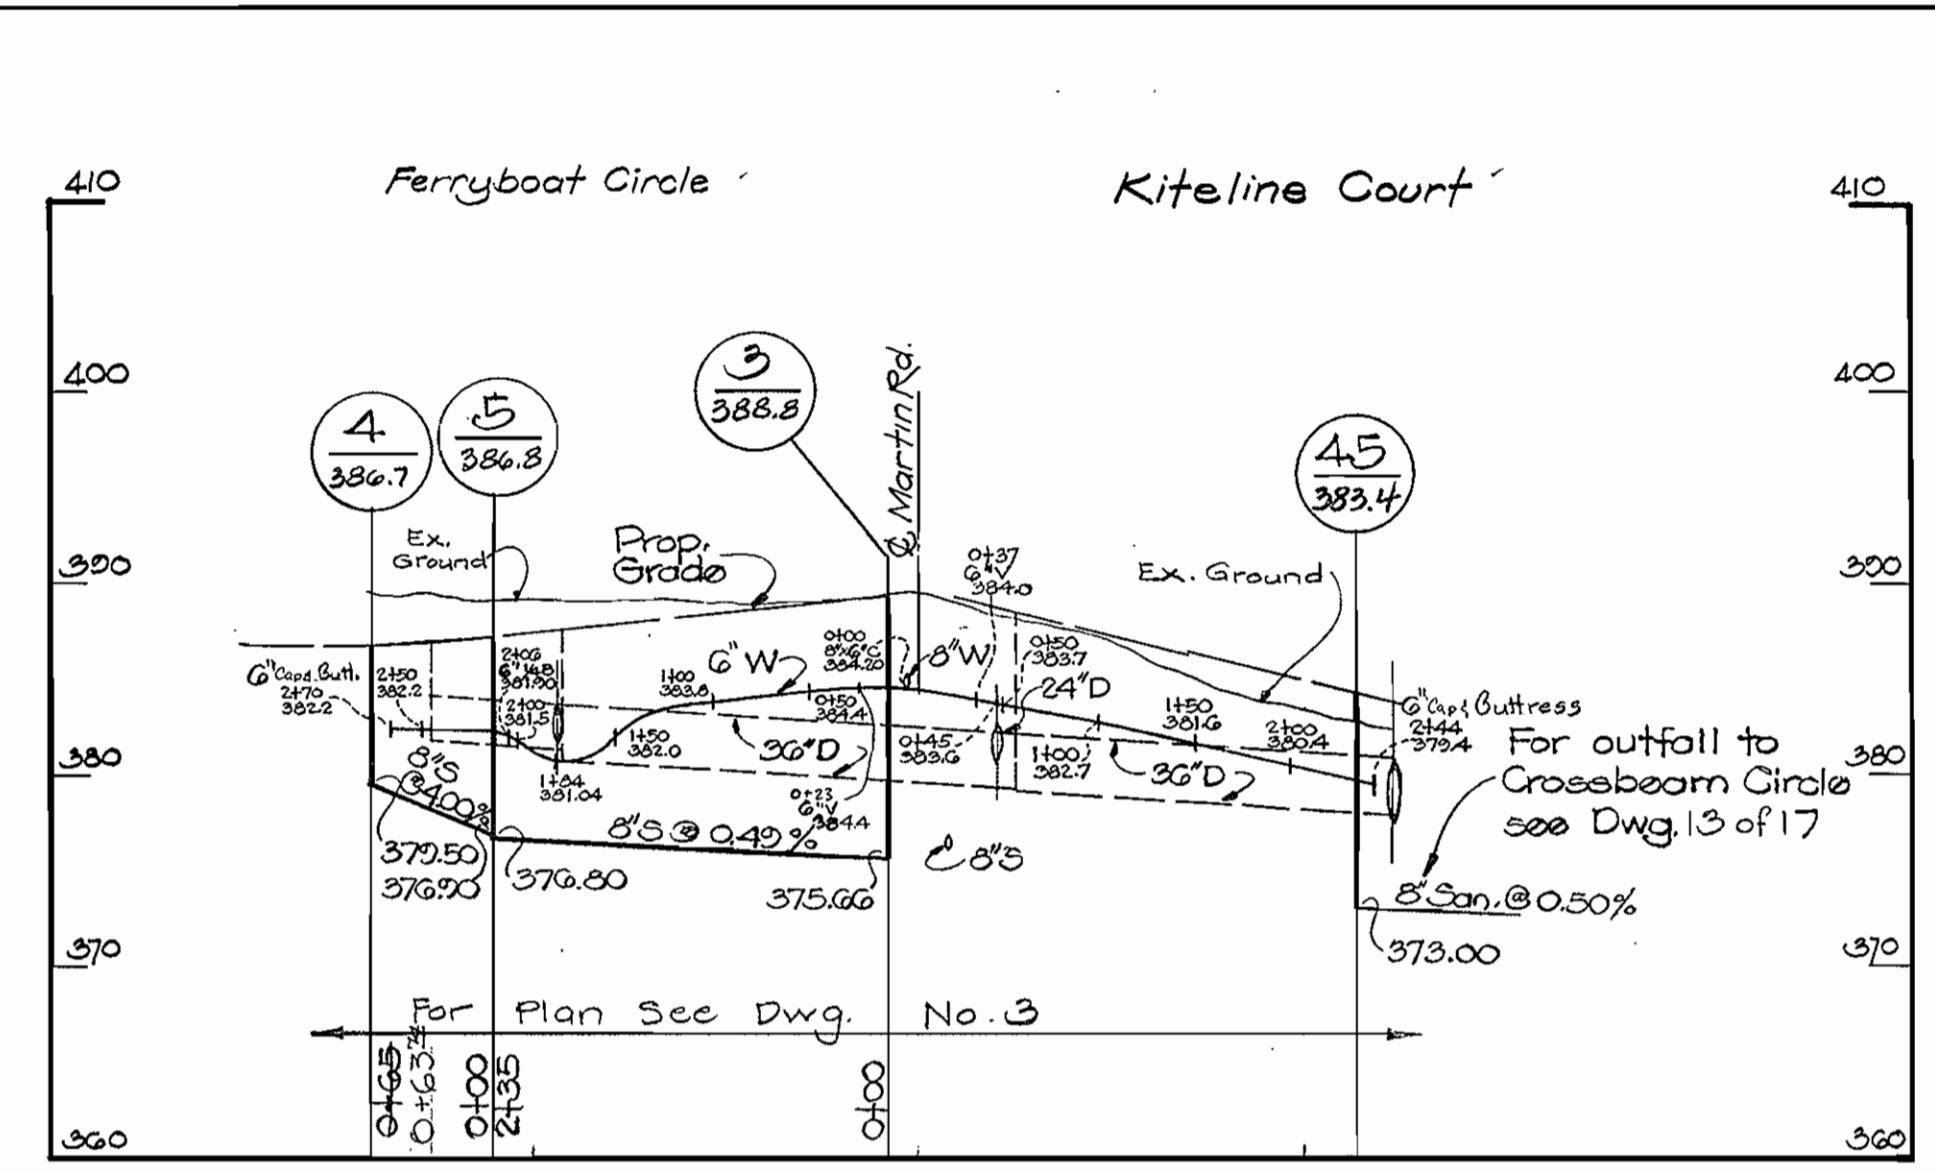 Ferryboat Circle
Kiteline Court
410
410
400
400
390
390
380
380
370
370
360
360
4
386.7
5
386.8
3
388.8
45
383.4
℄ Martin Rd.
Ex.
Ground
Prop.
Grade
0+37
6"V
384.0
Ex. Ground
6" Cap & Butt.
2+70
382.2
2+50
382.2
2+06
381.90
2+00
381.5
1+84
381.04
1+50
382.0
1+00
383.8
6"W
0+50
384.4
0+00
8"x6"C
384.20
8"W
0+50
383.7
24"D
0+45
383.6
1+00
382.7
1+50
381.6
2+00
380.4
6" Cap & Buttress
2+44
379.4
36"D
36"D
0+23
6"V
384.4
8"S
@4.00%
8"S @ 0.49%
379.50
376.90
376.80
375.66
8"S
For outfall to
Crossbeam Circle
see Dwg. 13 of 17
8" San. @ 0.50%
373.00
For Plan See Dwg. No. 3
0+65
0+63
0+00
2+35
0+00